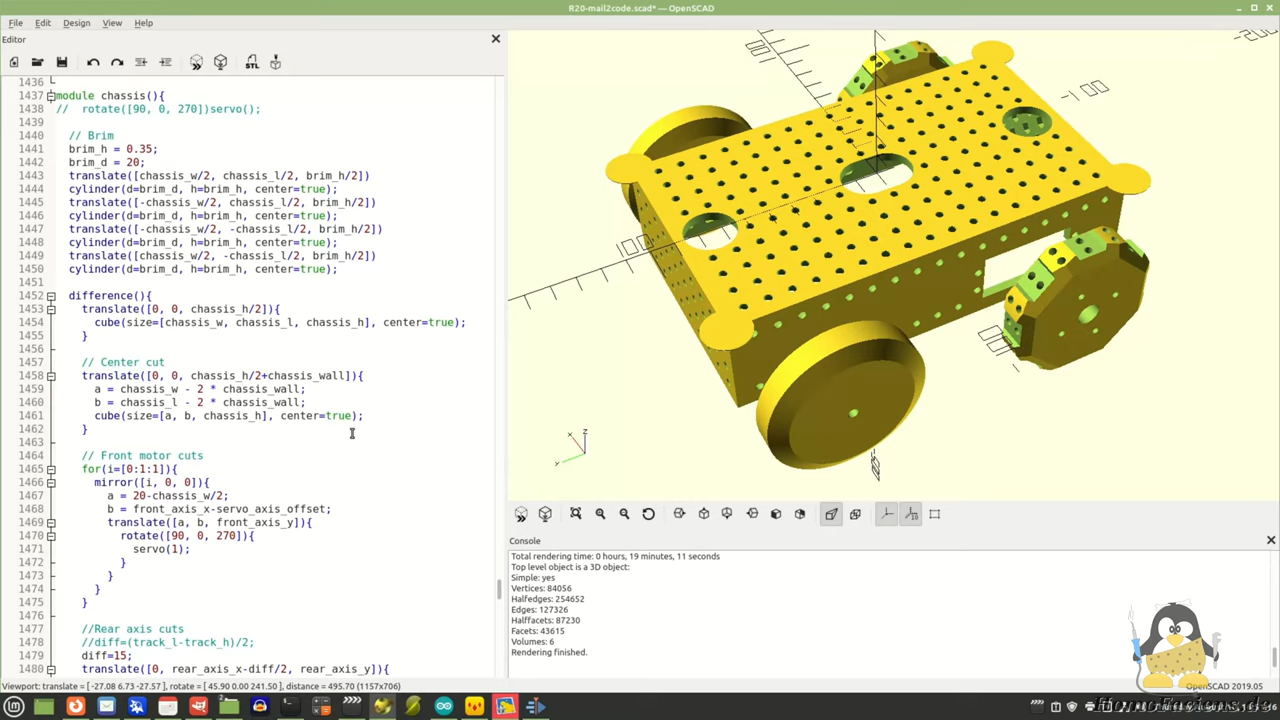 R20-mail2code.scad* — OpenSCAD
File Edit Design View Help
Editor
STL
1436
1437 module chassis(){
1438 //  rotate([90, 0, 270])servo();
1439
1440   // Brim
1441   brim_h = 0.35;
1442   brim_d = 20;
1443   translate([chassis_w/2, chassis_l/2, brim_h/2])
1444   cylinder(d=brim_d, h=brim_h, center=true);
1445   translate([-chassis_w/2, chassis_l/2, brim_h/2])
1446   cylinder(d=brim_d, h=brim_h, center=true);
1447   translate([-chassis_w/2, -chassis_l/2, brim_h/2])
1448   cylinder(d=brim_d, h=brim_h, center=true);
1449   translate([chassis_w/2, -chassis_l/2, brim_h/2])
1450   cylinder(d=brim_d, h=brim_h, center=true);
1451
1452   difference(){
1453     translate([0, 0, chassis_h/2]){
1454       cube(size=[chassis_w, chassis_l, chassis_h], center=true);
1455     }
1456
1457     // Center cut
1458     translate([0, 0, chassis_h/2+chassis_wall]){
1459       a = chassis_w - 2 * chassis_wall;
1460       b = chassis_l - 2 * chassis_wall;
1461       cube(size=[a, b, chassis_h], center=true);
1462     }
1463
1464     // Front motor cuts
1465     for(i=[0:1:1]){
1466       mirror([i, 0, 0]){
1467         a = 20-chassis_w/2;
1468         b = front_axis_x-servo_axis_offset;
1469         translate([a, b, front_axis_y]){
1470           rotate([90, 0, 270]){
1471             servo(1);
1472           }
1473         }
1474       }
1475     }
1476
1477     //Rear axis cuts
1478     //diff=(track_l-track_h)/2;
1479     diff=15;
1480     translate([0, rear_axis_x-diff/2, rear_axis_y]){
-100
100
x
z
y
Console
Total rendering time: 0 hours, 19 minutes, 11 seconds
Top level object is a 3D object:
Simple: yes
Vertices: 84056
Halfedges: 254652
Edges: 127326
Halffacets: 87230
Facets: 43615
Volumes: 6
Rendering finished.
Viewport: translate = [ -27.08 6.73 -27.57 ], rotate = [ 45.90 0.00 241.50 ], distance = 495.70 (1157x706)
OpenSCAD 2019.05